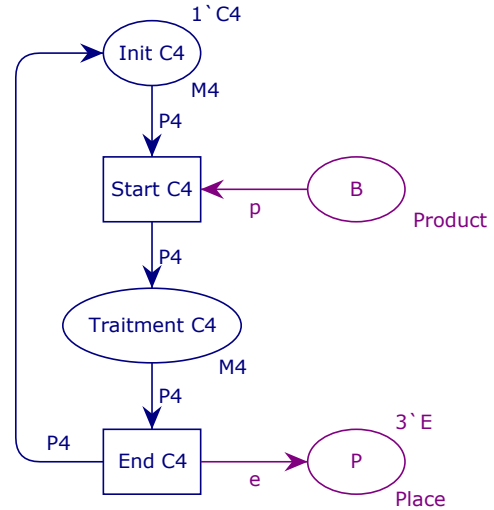 1`C4
Init C4
M4
P4
Start C4
B
p
Product
P4
Traitment C4
M4
P4
3`E
P4
End C4
P
e
Place